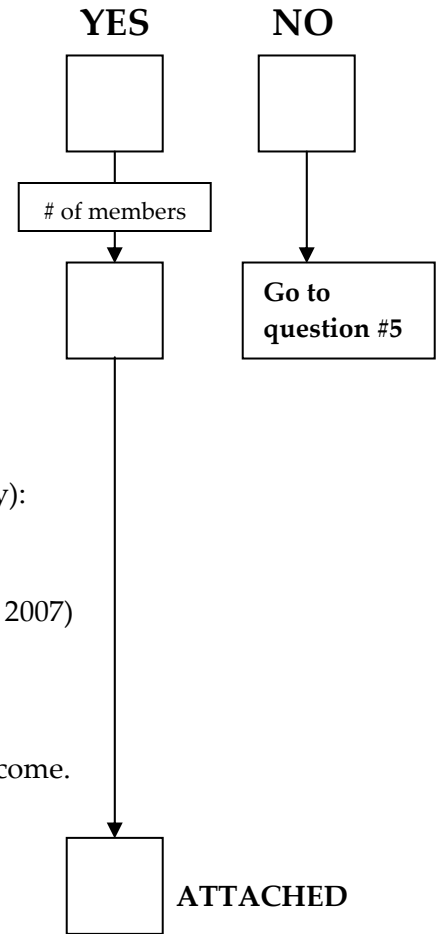 YES NO
# of members
Go to
question #5
y):
2007)
come.
ATTACHED